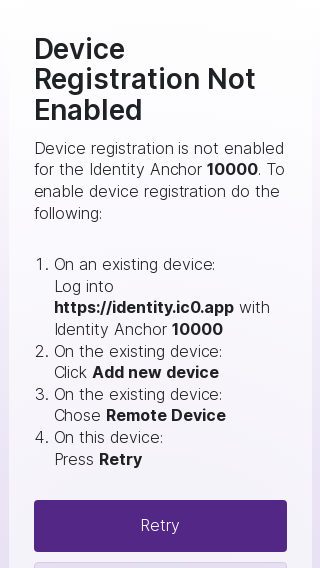 Device
Registration Not
Enabled
Device registration is not enabled
for the Identity Anchor 10000. To
enable device registration do the
following:
1. On an existing device:
Log into
https://identity.ic0.app with
Identity Anchor 10000
2. On the existing device:
Click Add new device
3. On the existing device:
Chose Remote Device
4. On this device:
Press Retry
Retry